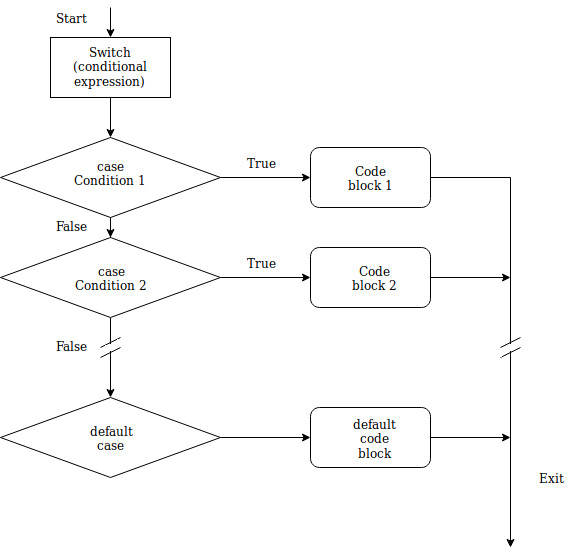 Start
Switch
(conditional
expression)
case
Condition 1
True
Code
block 1
False
case
Condition 2
True
Code
block 2
False
default
case
default
code
block
Exit